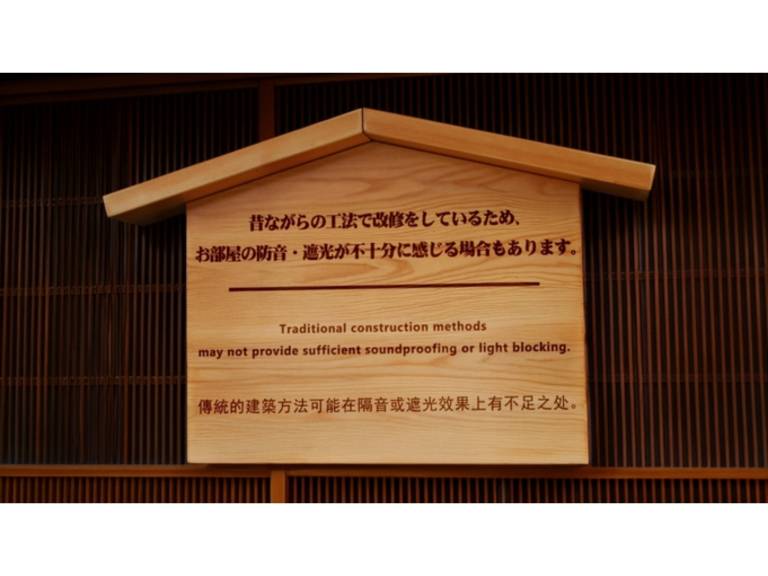 昔ながらの工法で改修をしているため、
お部屋の防音・遮光が不十分に感じる場合もあります。
Traditional construction methods
may not provide sufficient soundproofing or light blocking.
傳統的建築方法可能在隔音或遮光效果上有不足之处。